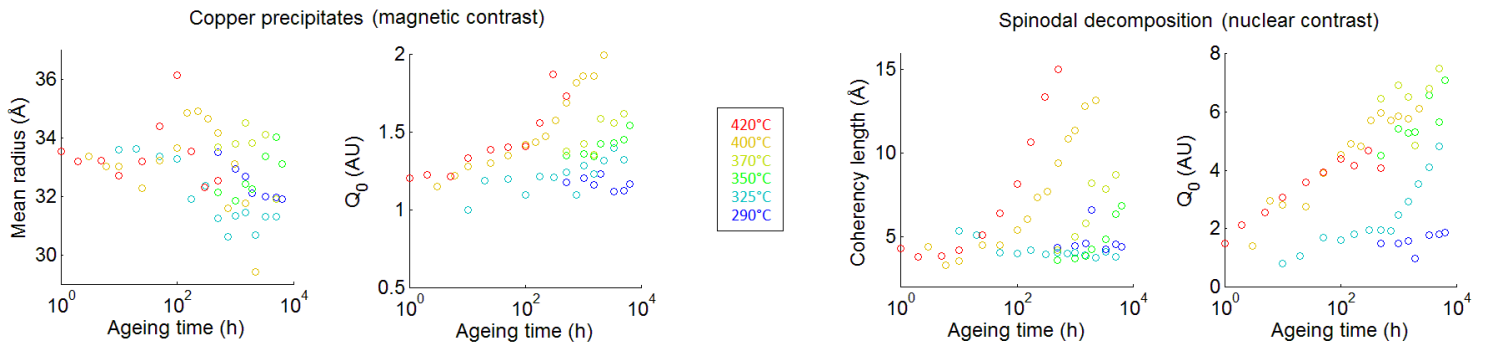 Copper precipitates (magnetic contrast)
Spinodal decomposition (nuclear contrast)
Mean radius (Å)
36
34
32
30
10^0
10^2
10^4
Ageing time (h)
Q_0 (AU)
2
1.5
1
0.5
10^0
10^2
10^4
Ageing time (h)
420°C
400°C
370°C
350°C
325°C
290°C
Coherency length (Å)
15
10
5
10^0
10^2
10^4
Ageing time (h)
Q_0 (AU)
8
6
4
2
0
10^0
10^2
10^4
Ageing time (h)